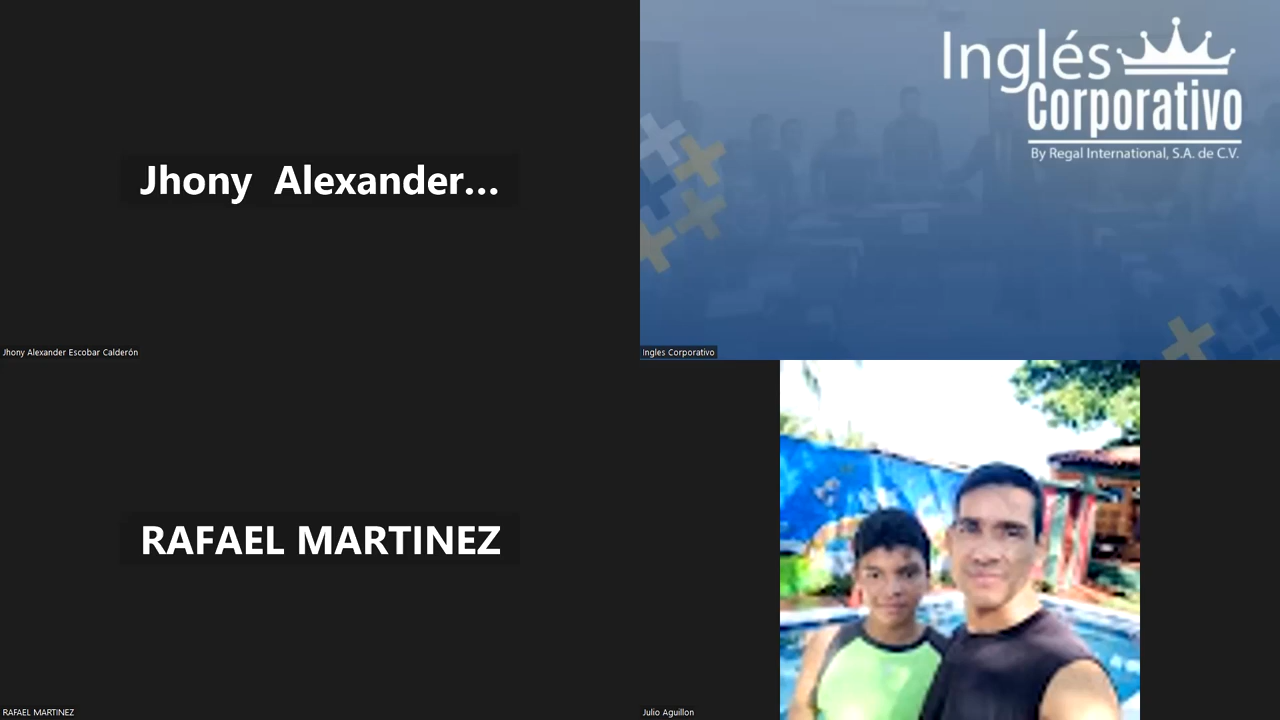 Jhony  Alexander...
Jhony Alexander Escobar Calderón
Inglés
Corporativo
By Regal International, S.A. de C.V.
Ingles Corporativo
RAFAEL MARTINEZ
RAFAEL MARTINEZ
Julio Aguillon